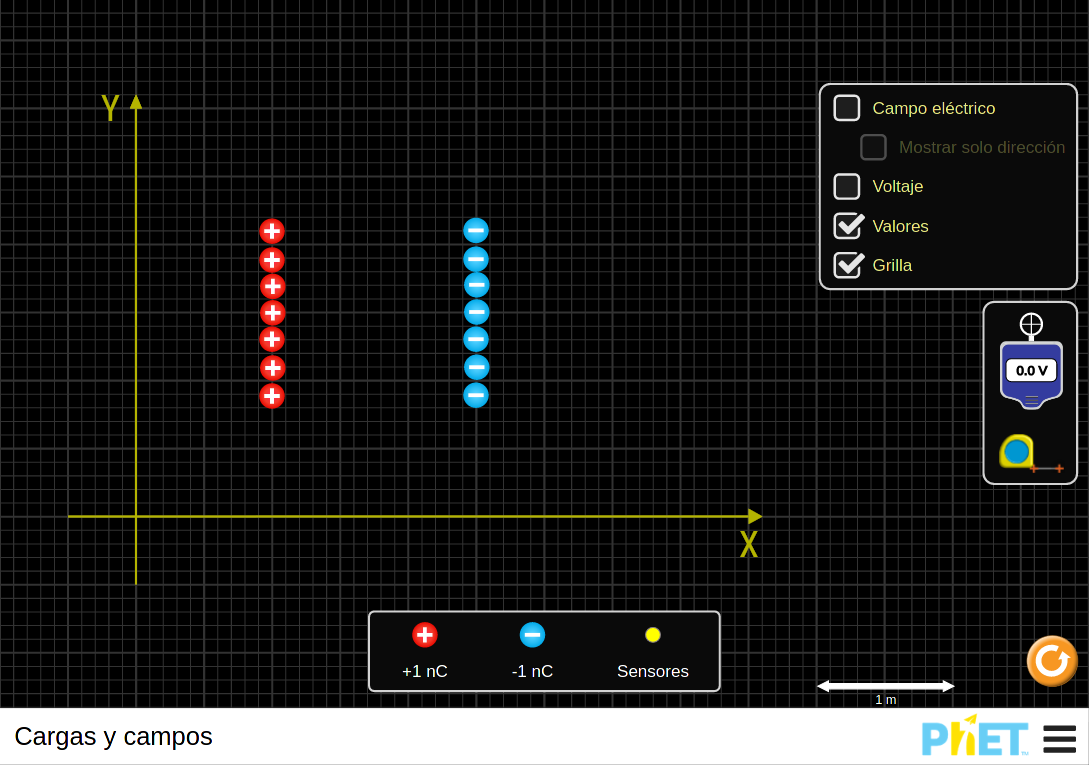 Y
Campo eléctrico
Mostrar solo dirección
Voltaje
Valores
Grilla
0.0 V
X
+1 nC
-1 nC
Sensores
1 m
Cargas y campos
PhET